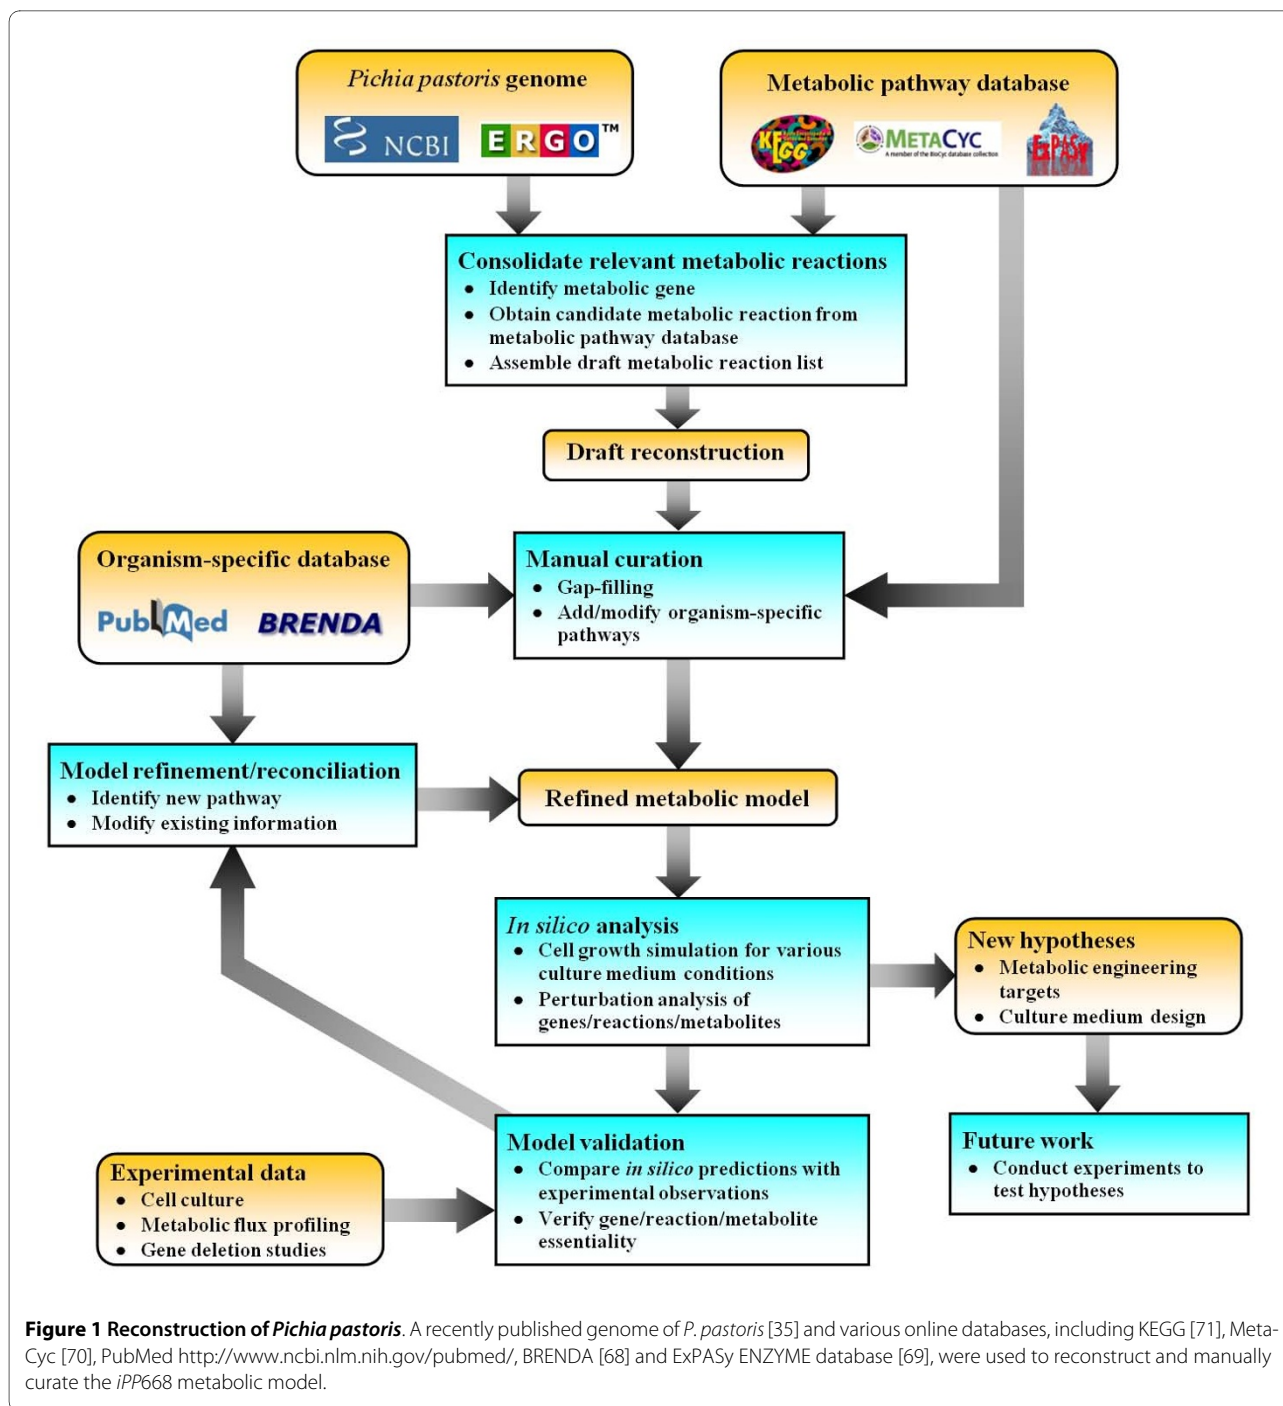 Pichia pastoris genome
NCBI
ERGO™
Metabolic pathway database
KEGG
METACYC
A member of the BioCyc database collection
ExPASy
Consolidate relevant metabolic reactions
● Identify metabolic gene
● Obtain candidate metabolic reaction from
metabolic pathway database
● Assemble draft metabolic reaction list
Draft reconstruction
Organism-specific database
PubMed
BRENDA
Manual curation
● Gap-filling
● Add/modify organism-specific
pathways
Model refinement/reconciliation
● Identify new pathway
● Modify existing information
Refined metabolic model
In silico analysis
● Cell growth simulation for various
culture medium conditions
● Perturbation analysis of
genes/reactions/metabolites
New hypotheses
● Metabolic engineering
targets
● Culture medium design
Experimental data
● Cell culture
● Metabolic flux profiling
● Gene deletion studies
Model validation
● Compare in silico predictions with
experimental observations
● Verify gene/reaction/metabolite
essentiality
Future work
● Conduct experiments to
test hypotheses
Figure 1 Reconstruction of Pichia pastoris. A recently published genome of P. pastoris [35] and various online databases, including KEGG [71], Meta-
Cyc [70], PubMed http://www.ncbi.nlm.nih.gov/pubmed/, BRENDA [68] and ExPASy ENZYME database [69], were used to reconstruct and manually
curate the iPP668 metabolic model.